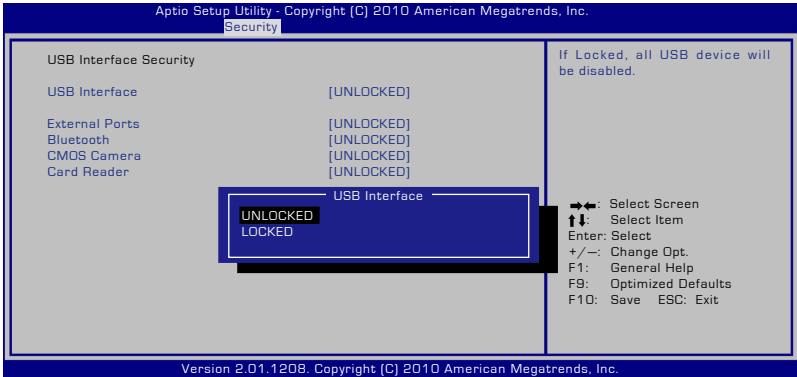 Aptio Setup Utility - Copyright (C) 2010 American Megatrends, Inc.
Security
USB Interface Security
USB Interface [UNLOCKED]
External Ports [UNLOCKED]
Bluetooth [UNLOCKED]
CMOS Camera [UNLOCKED]
Card Reader [UNLOCKED]
USB Interface
UNLOCKED
LOCKED
If Locked, all USB device will
be disabled.
→←: Select Screen
↑↓: Select Item
Enter: Select
+/—: Change Opt.
F1: General Help
F9: Optimized Defaults
F10: Save ESC: Exit
Version 2.01.1208. Copyright (C) 2010 American Megatrends, Inc.